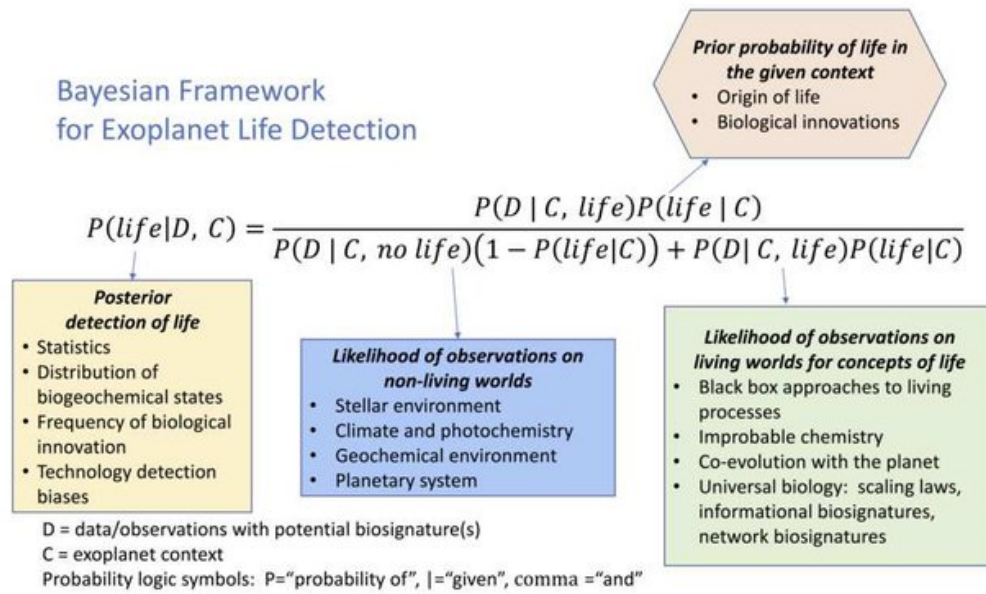 Bayesian Framework
for Exoplanet Life Detection
Prior probability of life in
the given context
• Origin of life
• Biological innovations
P(life|D, C) = P(D | C, life)P(life | C) / P(D | C, no life)(1 − P(life|C)) + P(D| C, life)P(life|C)
Posterior
detection of life
• Statistics
• Distribution of
biogeochemical states
• Frequency of biological
innovation
• Technology detection
biases
Likelihood of observations on
non-living worlds
• Stellar environment
• Climate and photochemistry
• Geochemical environment
• Planetary system
Likelihood of observations on
living worlds for concepts of life
• Black box approaches to living
processes
• Improbable chemistry
• Co-evolution with the planet
• Universal biology: scaling laws,
informational biosignatures,
network biosignatures
D = data/observations with potential biosignature(s)
C = exoplanet context
Probability logic symbols: P=“probability of”, |=“given”, comma =“and”